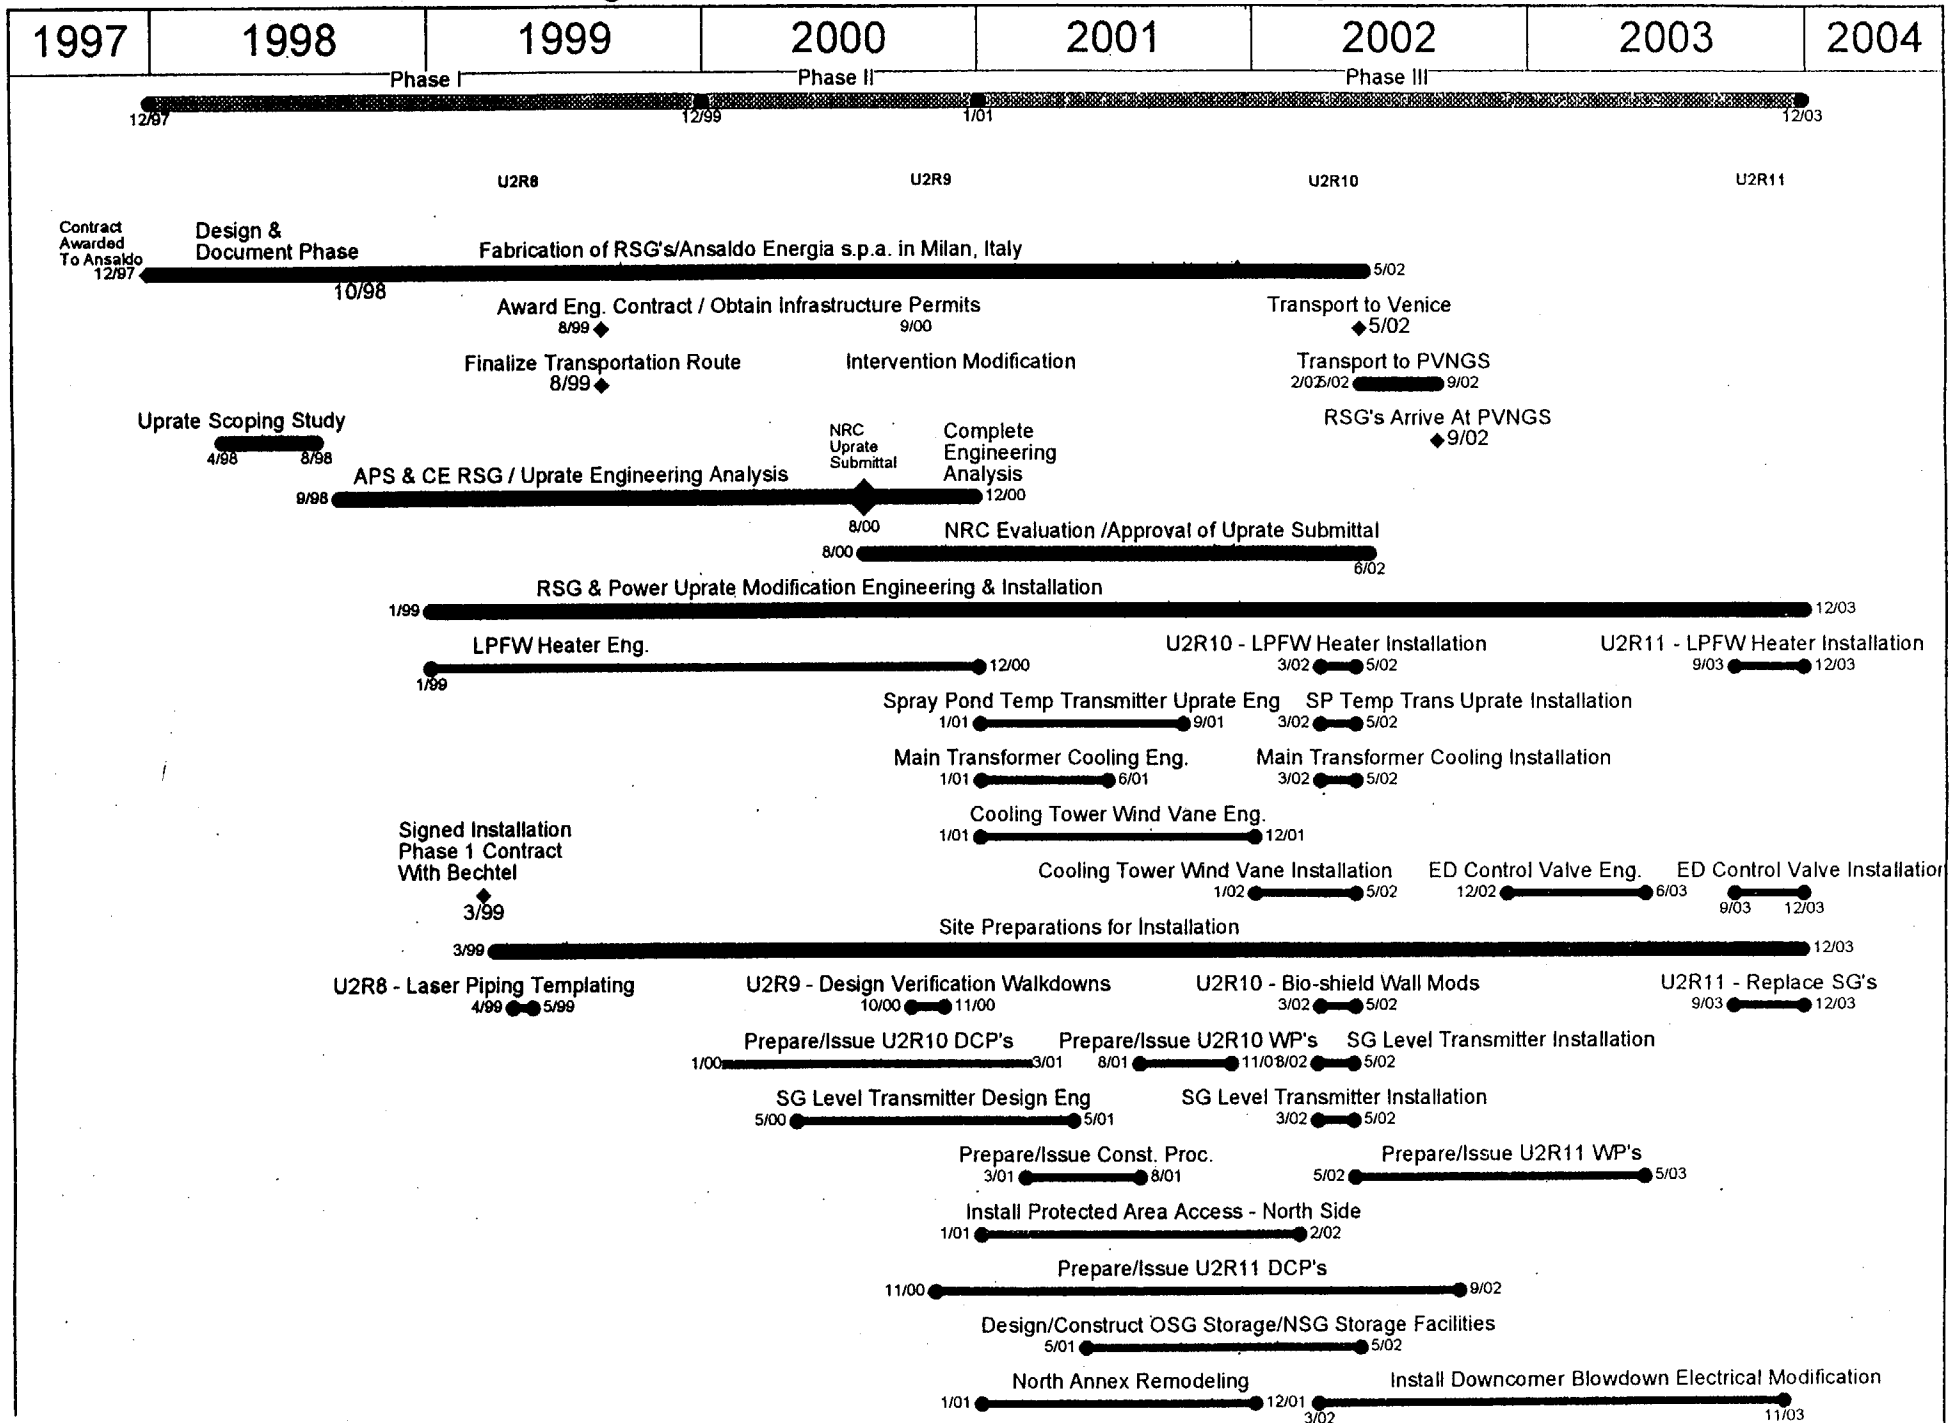 1997 1998 1999 2000 2001 2002 2003 2004
Phase I Phase II Phase III
12/97 12/99 1/01 12/03
U2R8 U2R9 U2R10 U2R11
Contract
Awarded
To Ansaldo
12/97
Design &
Document Phase
10/98
Fabrication of RSG's/Ansaldo Energia s.p.a. in Milan, Italy
5/02
Award Eng. Contract / Obtain Infrastructure Permits
8/99 9/00
Transport to Venice
5/02
Finalize Transportation Route
8/99
Intervention Modification
Transport to PVNGS
2/02 5/02 9/02
Uprate Scoping Study
4/98 8/98
RSG's Arrive At PVNGS
9/02
NRC
Uprate
Submittal
Complete
Engineering
Analysis
APS & CE RSG / Uprate Engineering Analysis
9/98 12/00
8/00
NRC Evaluation /Approval of Uprate Submittal
8/00 6/02
RSG & Power Uprate Modification Engineering & Installation
1/99 12/03
LPFW Heater Eng.
1/99 12/00
U2R10 - LPFW Heater Installation
3/02 5/02
U2R11 - LPFW Heater Installation
9/03 12/03
Spray Pond Temp Transmitter Uprate Eng
1/01 9/01
SP Temp Trans Uprate Installation
3/02 5/02
Main Transformer Cooling Eng.
1/01 6/01
Main Transformer Cooling Installation
3/02 5/02
Cooling Tower Wind Vane Eng.
1/01 12/01
Signed Installation
Phase 1 Contract
With Bechtel
3/99
Cooling Tower Wind Vane Installation
1/02 5/02
ED Control Valve Eng.
12/02 6/03
ED Control Valve Installation
9/03 12/03
Site Preparations for Installation
3/99 12/03
U2R8 - Laser Piping Templating
4/99 5/99
U2R9 - Design Verification Walkdowns
10/00 11/00
U2R10 - Bio-shield Wall Mods
3/02 5/02
U2R11 - Replace SG's
9/03 12/03
Prepare/Issue U2R10 DCP's
1/00 3/01
Prepare/Issue U2R10 WP's
8/01 11/01
SG Level Transmitter Installation
3/02 5/02
SG Level Transmitter Design Eng
5/00 5/01
SG Level Transmitter Installation
3/02 5/02
Prepare/Issue Const. Proc.
3/01 8/01
Prepare/Issue U2R11 WP's
5/02 5/03
Install Protected Area Access - North Side
1/01 2/02
Prepare/Issue U2R11 DCP's
11/00 9/02
Design/Construct OSG Storage/NSG Storage Facilities
5/01 5/02
North Annex Remodeling
1/01 12/01
Install Downcomer Blowdown Electrical Modification
3/02 11/03